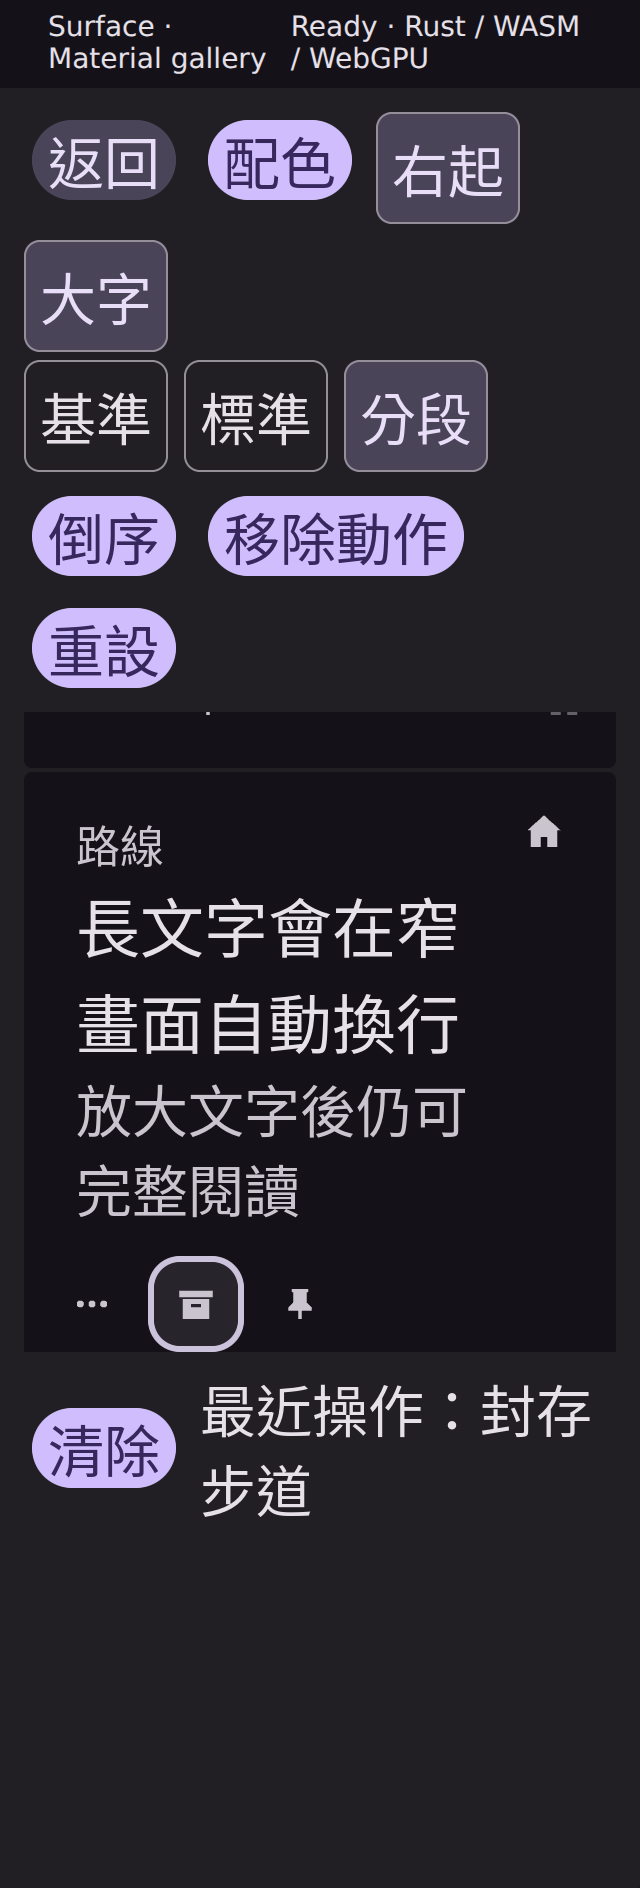 Surface ·
Material gallery
Ready · Rust / WASM
/ WebGPU
返回
配色
右起
大字
基準
標準
分段
倒序
移除動作
重設
路線
長文字會在窄
畫面自動換行
放大文字後仍可
完整閱讀
清除
最近操作：封存
步道